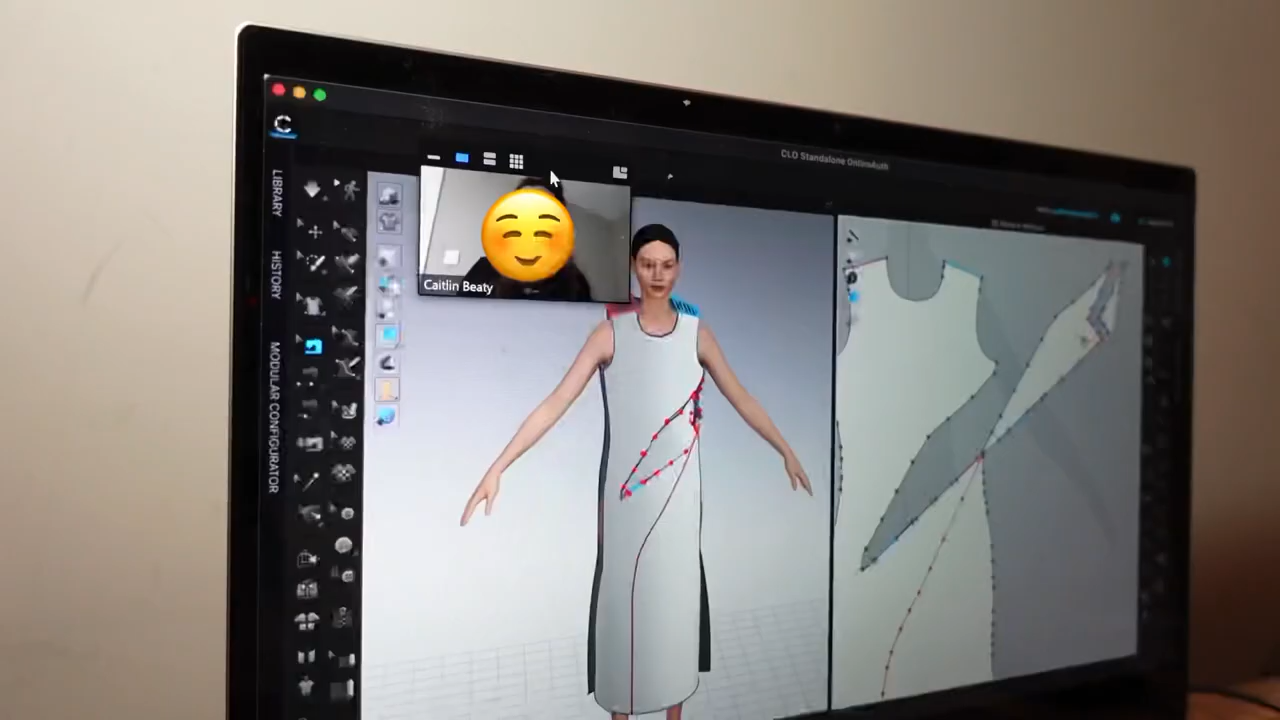 CLO Standalone OnlineAuth
LIBRARY
HISTORY
MODULAR CONFIGURATOR
Caitlin Beaty